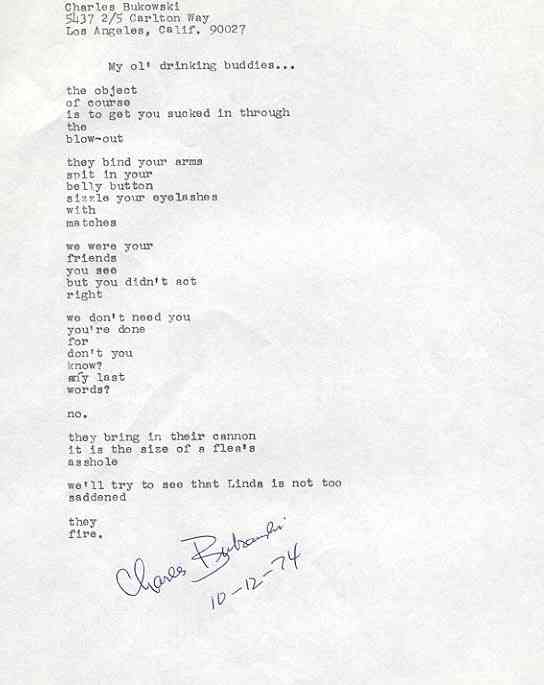 Charles Bukowski
5437 2/5 Carlton Way
Los Angeles, Calif. 90027
My ol' drinking buddies...
the object
of course
is to get you sucked in through
the
blow-out
they bind your arms
spit in your
belly button
sizzle your eyelashes
with
matches
we were your
friends
you see
but you didn't act
right
we don't need you
you're done
for
don't you
know?
any last
words?
no.
they bring in their cannon
it is the size of a flea's
asshole
we'll try to see that Linda is not too
saddened
they
fire.
Charles Bukowski
10-12-74